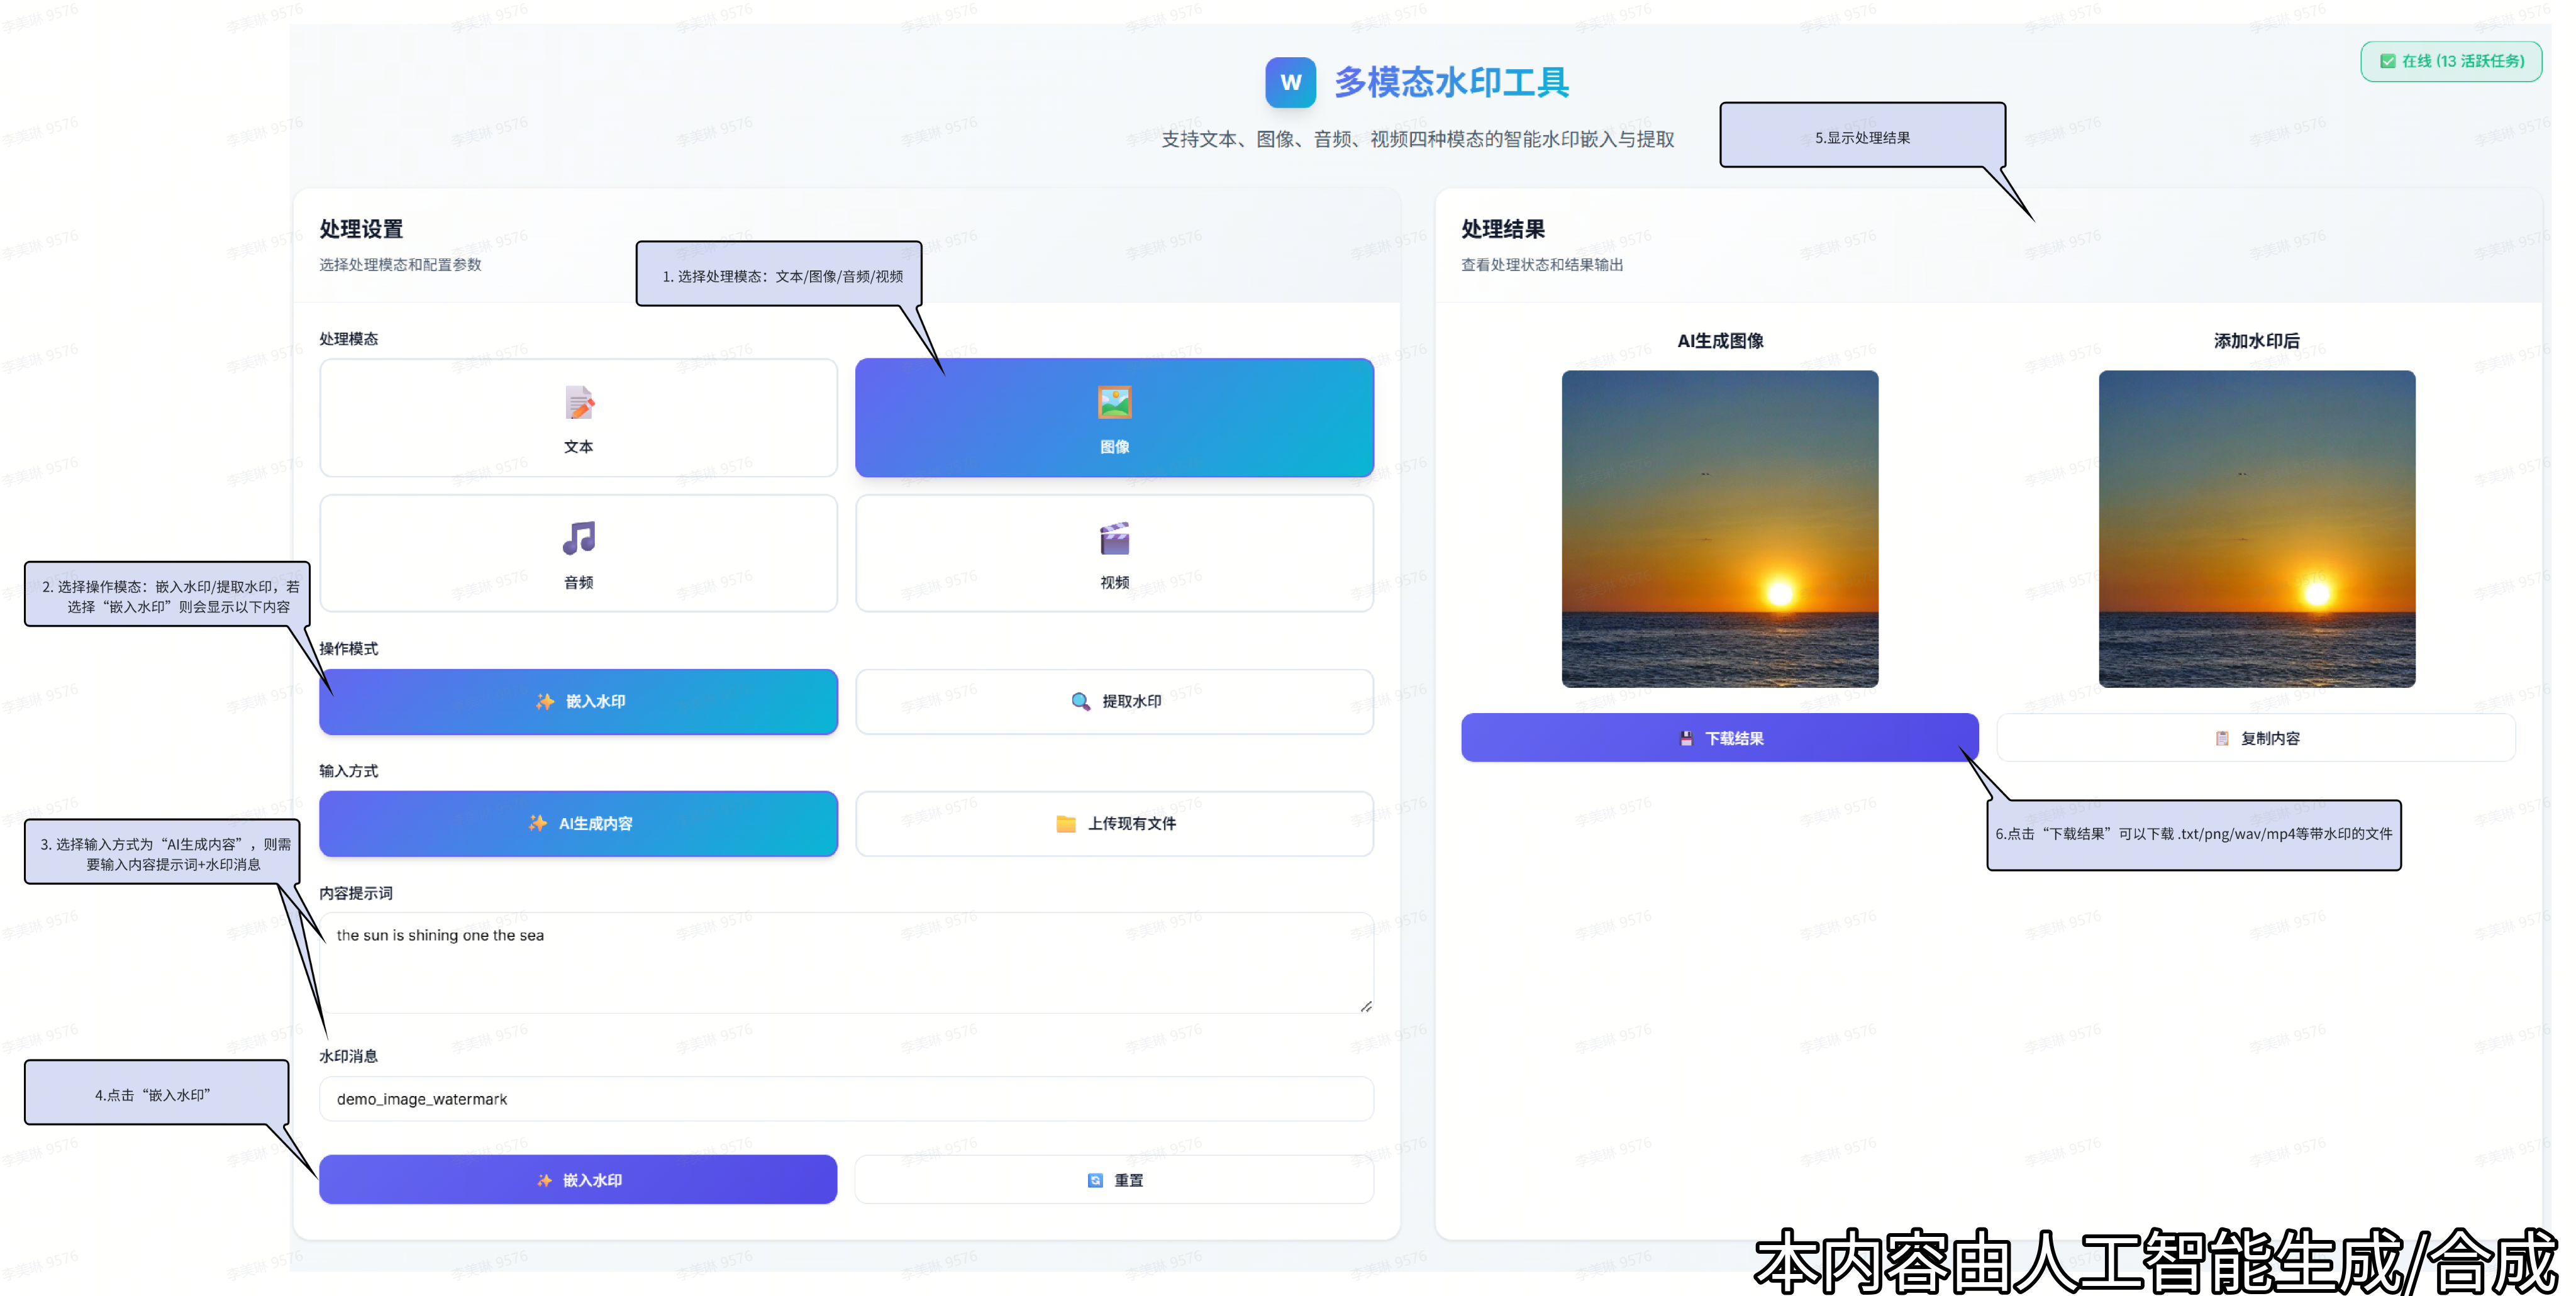 W 多模态水印工具
✅ 在线 (13 活跃任务)
支持文本、图像、音频、视频四种模态的智能水印嵌入与提取
5.显示处理结果
处理设置
选择处理模态和配置参数
1. 选择处理模态：文本/图像/音频/视频
处理模态
文本
图像
音频
视频
2. 选择操作模态：嵌入水印/提取水印，若
选择“嵌入水印”则会显示以下内容
操作模式
嵌入水印
提取水印
输入方式
AI生成内容
上传现有文件
3. 选择输入方式为“AI生成内容”，则需
要输入内容提示词+水印消息
内容提示词
the sun is shining one the sea
水印消息
demo_image_watermark
4.点击“嵌入水印”
嵌入水印
重置
处理结果
查看处理状态和结果输出
AI生成图像
添加水印后
下载结果
复制内容
6.点击“下载结果”可以下载 .txt/png/wav/mp4等带水印的文件
本内容由人工智能生成/合成
李美琳 9576